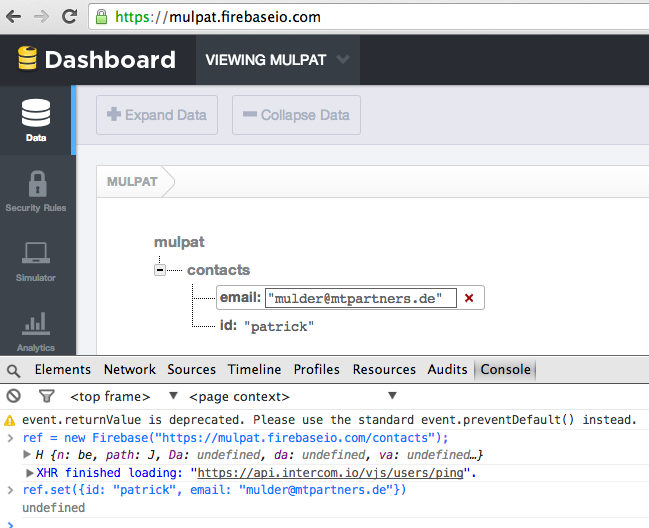 https://mulpat.firebaseio.com
Dashboard
VIEWING MULPAT
Data
Security Rules
Simulator
Analytics
Expand Data
Collapse Data
MULPAT
mulpat
contacts
email: "mulder@mtpartners.de"
id: "patrick"
Elements Network Sources Timeline Profiles Resources Audits Console
<top frame> <page context>
event.returnValue is deprecated. Please use the standard event.preventDefault() instead.
ref = new Firebase("https://mulpat.firebaseio.com/contacts");
H {n: be, path: J, Da: undefined, da: undefined, va: undefined…}
XHR finished loading: "https://api.intercom.io/vjs/users/ping".
ref.set({id: "patrick", email: "mulder@mtpartners.de"})
undefined